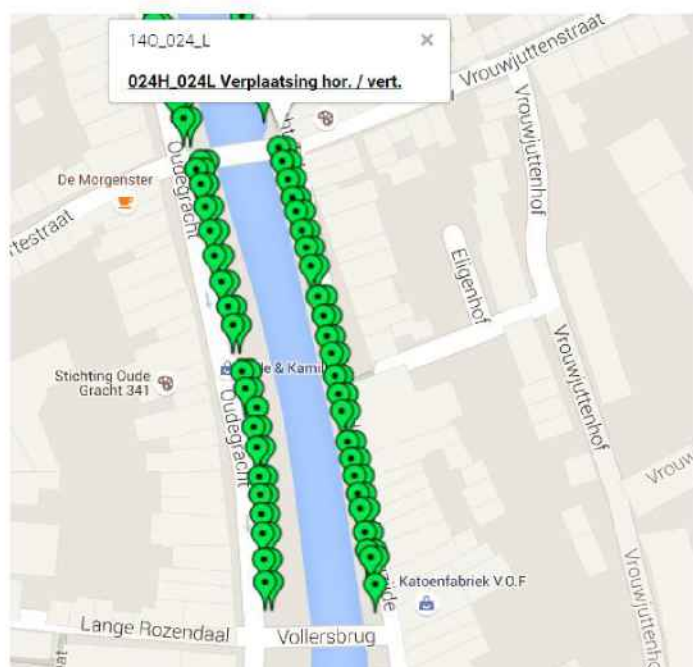 140_024_L
×
024H_024L Verplaatsing hor. / vert.
Vrouwjuttenstraat
Oudegracht
De Morgenster
Vrouwjuttenhof
Eligenhof
Stichting Oude
Gracht 341
Oudegracht
Vrouwjuttenhof
Katoenfabriek V.O.F
Vrouwjuttenhof
Lange Rozendaal
Vollersbrug